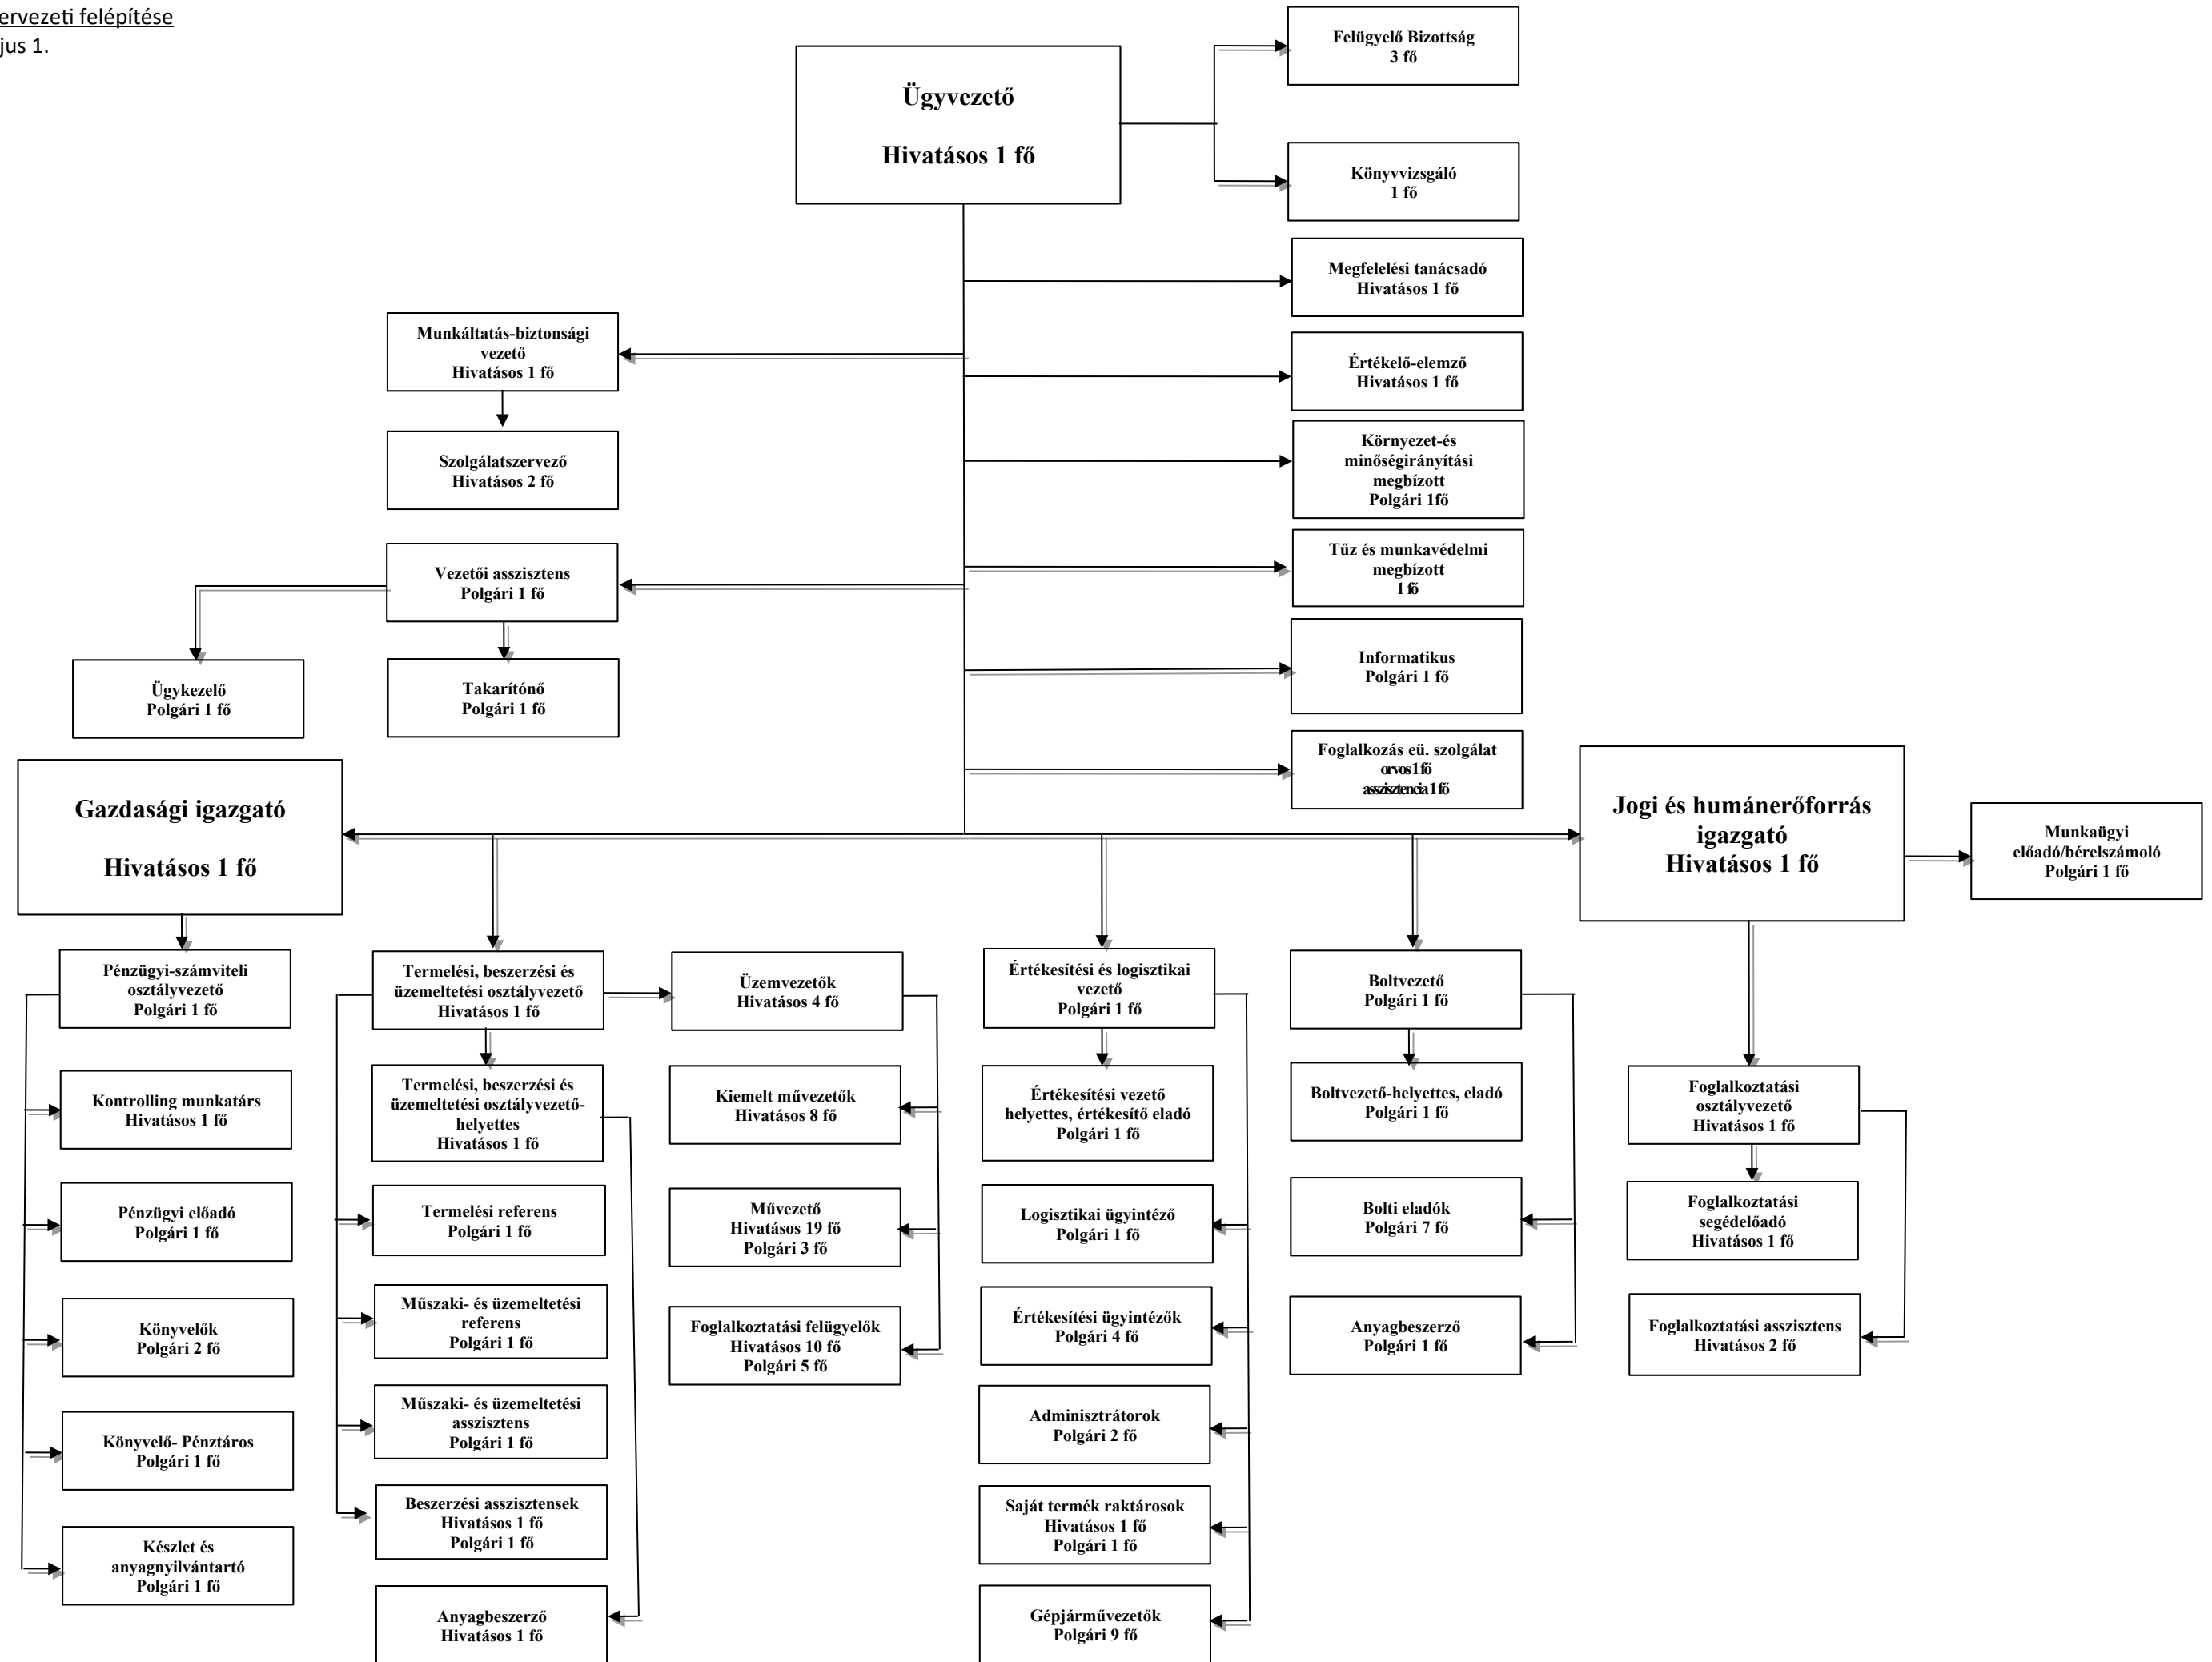 ervezeti felépítése
jus 1.
Felügyelő Bizottság
3 fő
Ügyvezető
Hivatásos 1 fő
Könyvvizsgáló
1 fő
Megfelelési tanácsadó
Hivatásos 1 fő
Munkáltatás-biztonsági
vezető
Hivatásos 1 fő
Értékelő-elemző
Hivatásos 1 fő
Szolgálatszervező
Hivatásos 2 fő
Környezet-és
minőségirányítási
megbízott
Polgári 1fő
Tűz és munkavédelmi
megbízott
1 fő
Vezetői asszisztens
Polgári 1 fő
Informatikus
Polgári 1 fő
Ügykezelő
Polgári 1 fő
Takarítónő
Polgári 1 fő
Foglalkozás eü. szolgálat
orvos 1 fő
asszisztencia 1 fő
Gazdasági igazgató
Hivatásos 1 fő
Jogi és humánerőforrás
igazgató
Hivatásos 1 fő
Munkaügyi
előadó/bérelszámoló
Polgári 1 fő
Pénzügyi-számviteli
osztályvezető
Polgári 1 fő
Termelési, beszerzési és
üzemeltetési osztályvezető
Hivatásos 1 fő
Üzemvezetők
Hivatásos 4 fő
Értékesítési és logisztikai
vezető
Polgári 1 fő
Boltvezető
Polgári 1 fő
Kontrolling munkatárs
Hivatásos 1 fő
Termelési, beszerzési és
üzemeltetési osztályvezető-
helyettes
Hivatásos 1 fő
Kiemelt művezetők
Hivatásos 8 fő
Értékesítési vezető
helyettes, értékesítő eladó
Polgári 1 fő
Boltvezető-helyettes, eladó
Polgári 1 fő
Foglalkoztatási
osztályvezető
Hivatásos 1 fő
Pénzügyi előadó
Polgári 1 fő
Termelési referens
Polgári 1 fő
Művezető
Hivatásos 19 fő
Polgári 3 fő
Logisztikai ügyintéző
Polgári 1 fő
Bolti eladók
Polgári 7 fő
Foglalkoztatási
segédelőadó
Hivatásos 1 fő
Könyvelők
Polgári 2 fő
Műszaki- és üzemeltetési
referens
Polgári 1 fő
Foglalkoztatási felügyelők
Hivatásos 10 fő
Polgári 5 fő
Értékesítési ügyintézők
Polgári 4 fő
Anyagbeszerző
Polgári 1 fő
Foglalkoztatási asszisztens
Hivatásos 2 fő
Könyvelő- Pénztáros
Polgári 1 fő
Műszaki- és üzemeltetési
asszisztens
Polgári 1 fő
Adminisztrátorok
Polgári 2 fő
Készlet és
anyagnyilvántartó
Polgári 1 fő
Beszerzési asszisztensek
Hivatásos 1 fő
Polgári 1 fő
Saját termék raktárosok
Hivatásos 1 fő
Polgári 1 fő
Anyagbeszerző
Hivatásos 1 fő
Gépjárművezetők
Polgári 9 fő